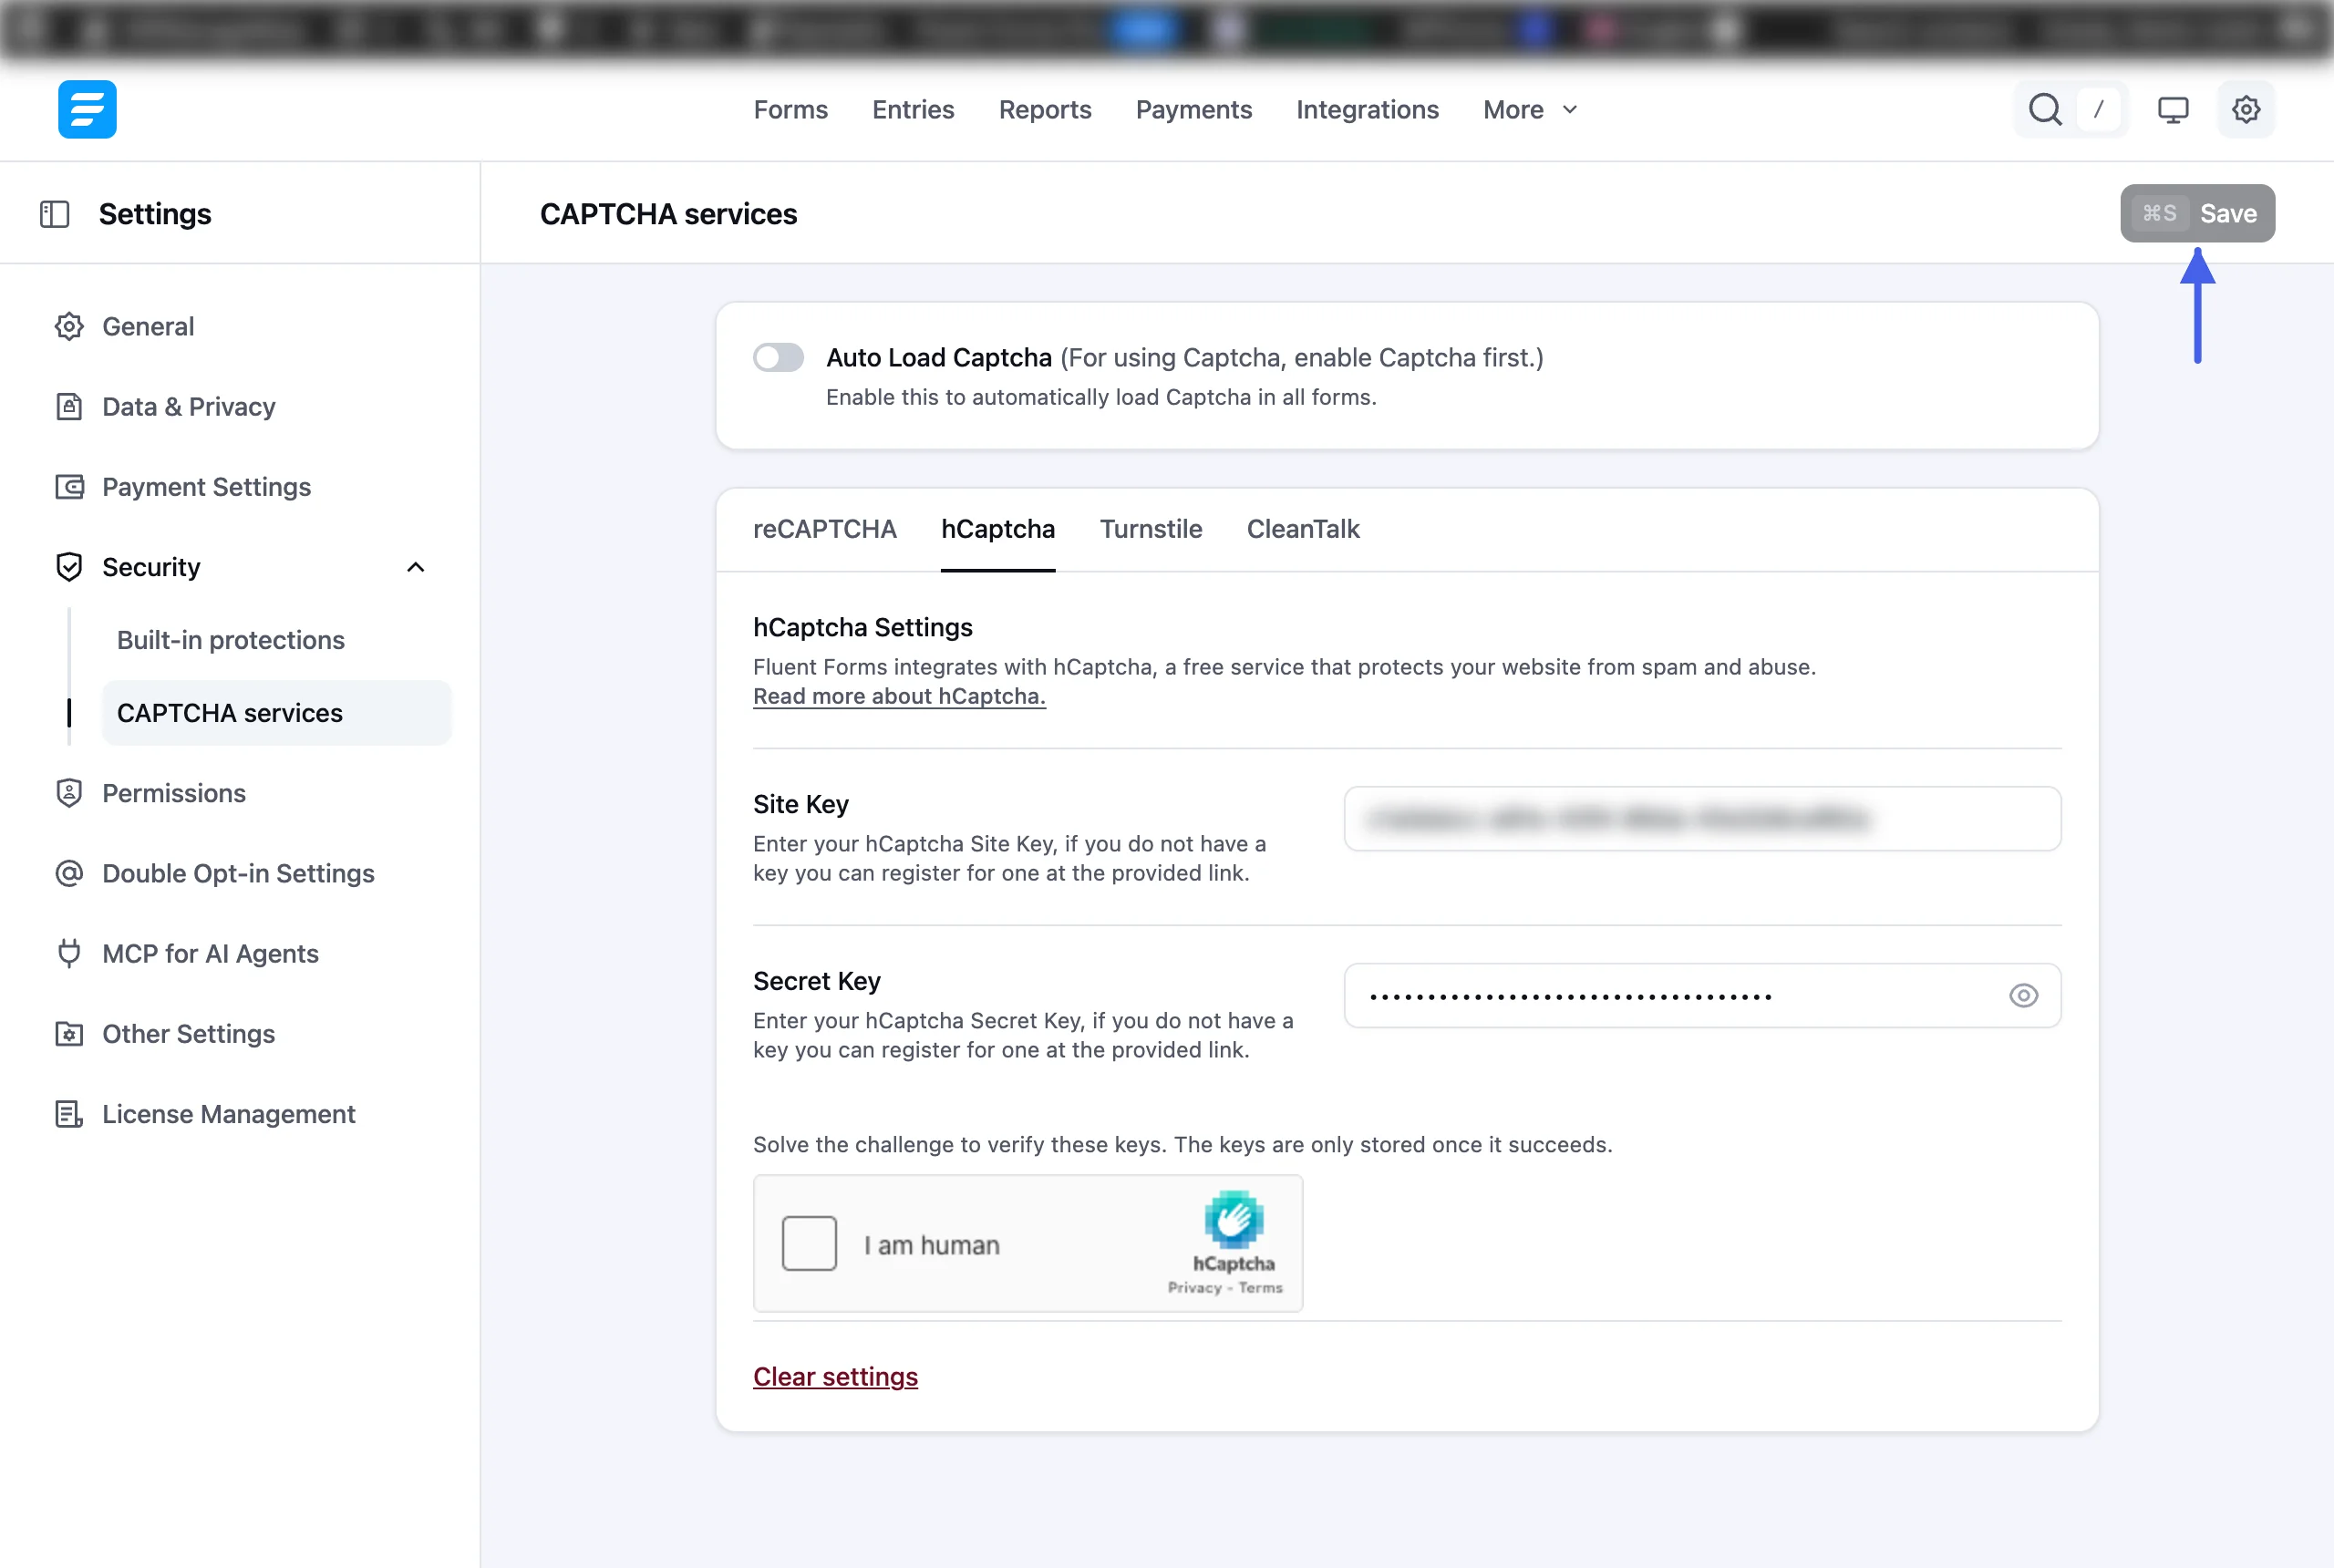 Forms Entries Reports Payments Integrations More /
Settings
CAPTCHA services
⌘S Save
General
Data & Privacy
Payment Settings
Security
Built-in protections
CAPTCHA services
Permissions
Double Opt-in Settings
MCP for AI Agents
Other Settings
License Management
Auto Load Captcha (For using Captcha, enable Captcha first.)
Enable this to automatically load Captcha in all forms.
reCAPTCHA hCaptcha Turnstile CleanTalk
hCaptcha Settings
Fluent Forms integrates with hCaptcha, a free service that protects your website from spam and abuse.
Read more about hCaptcha.
Site Key
Enter your hCaptcha Site Key, if you do not have a
key you can register for one at the provided link.
Secret Key
Enter your hCaptcha Secret Key, if you do not have a
key you can register for one at the provided link.
Solve the challenge to verify these keys. The keys are only stored once it succeeds.
I am human
hCaptcha
Privacy - Terms
Clear settings